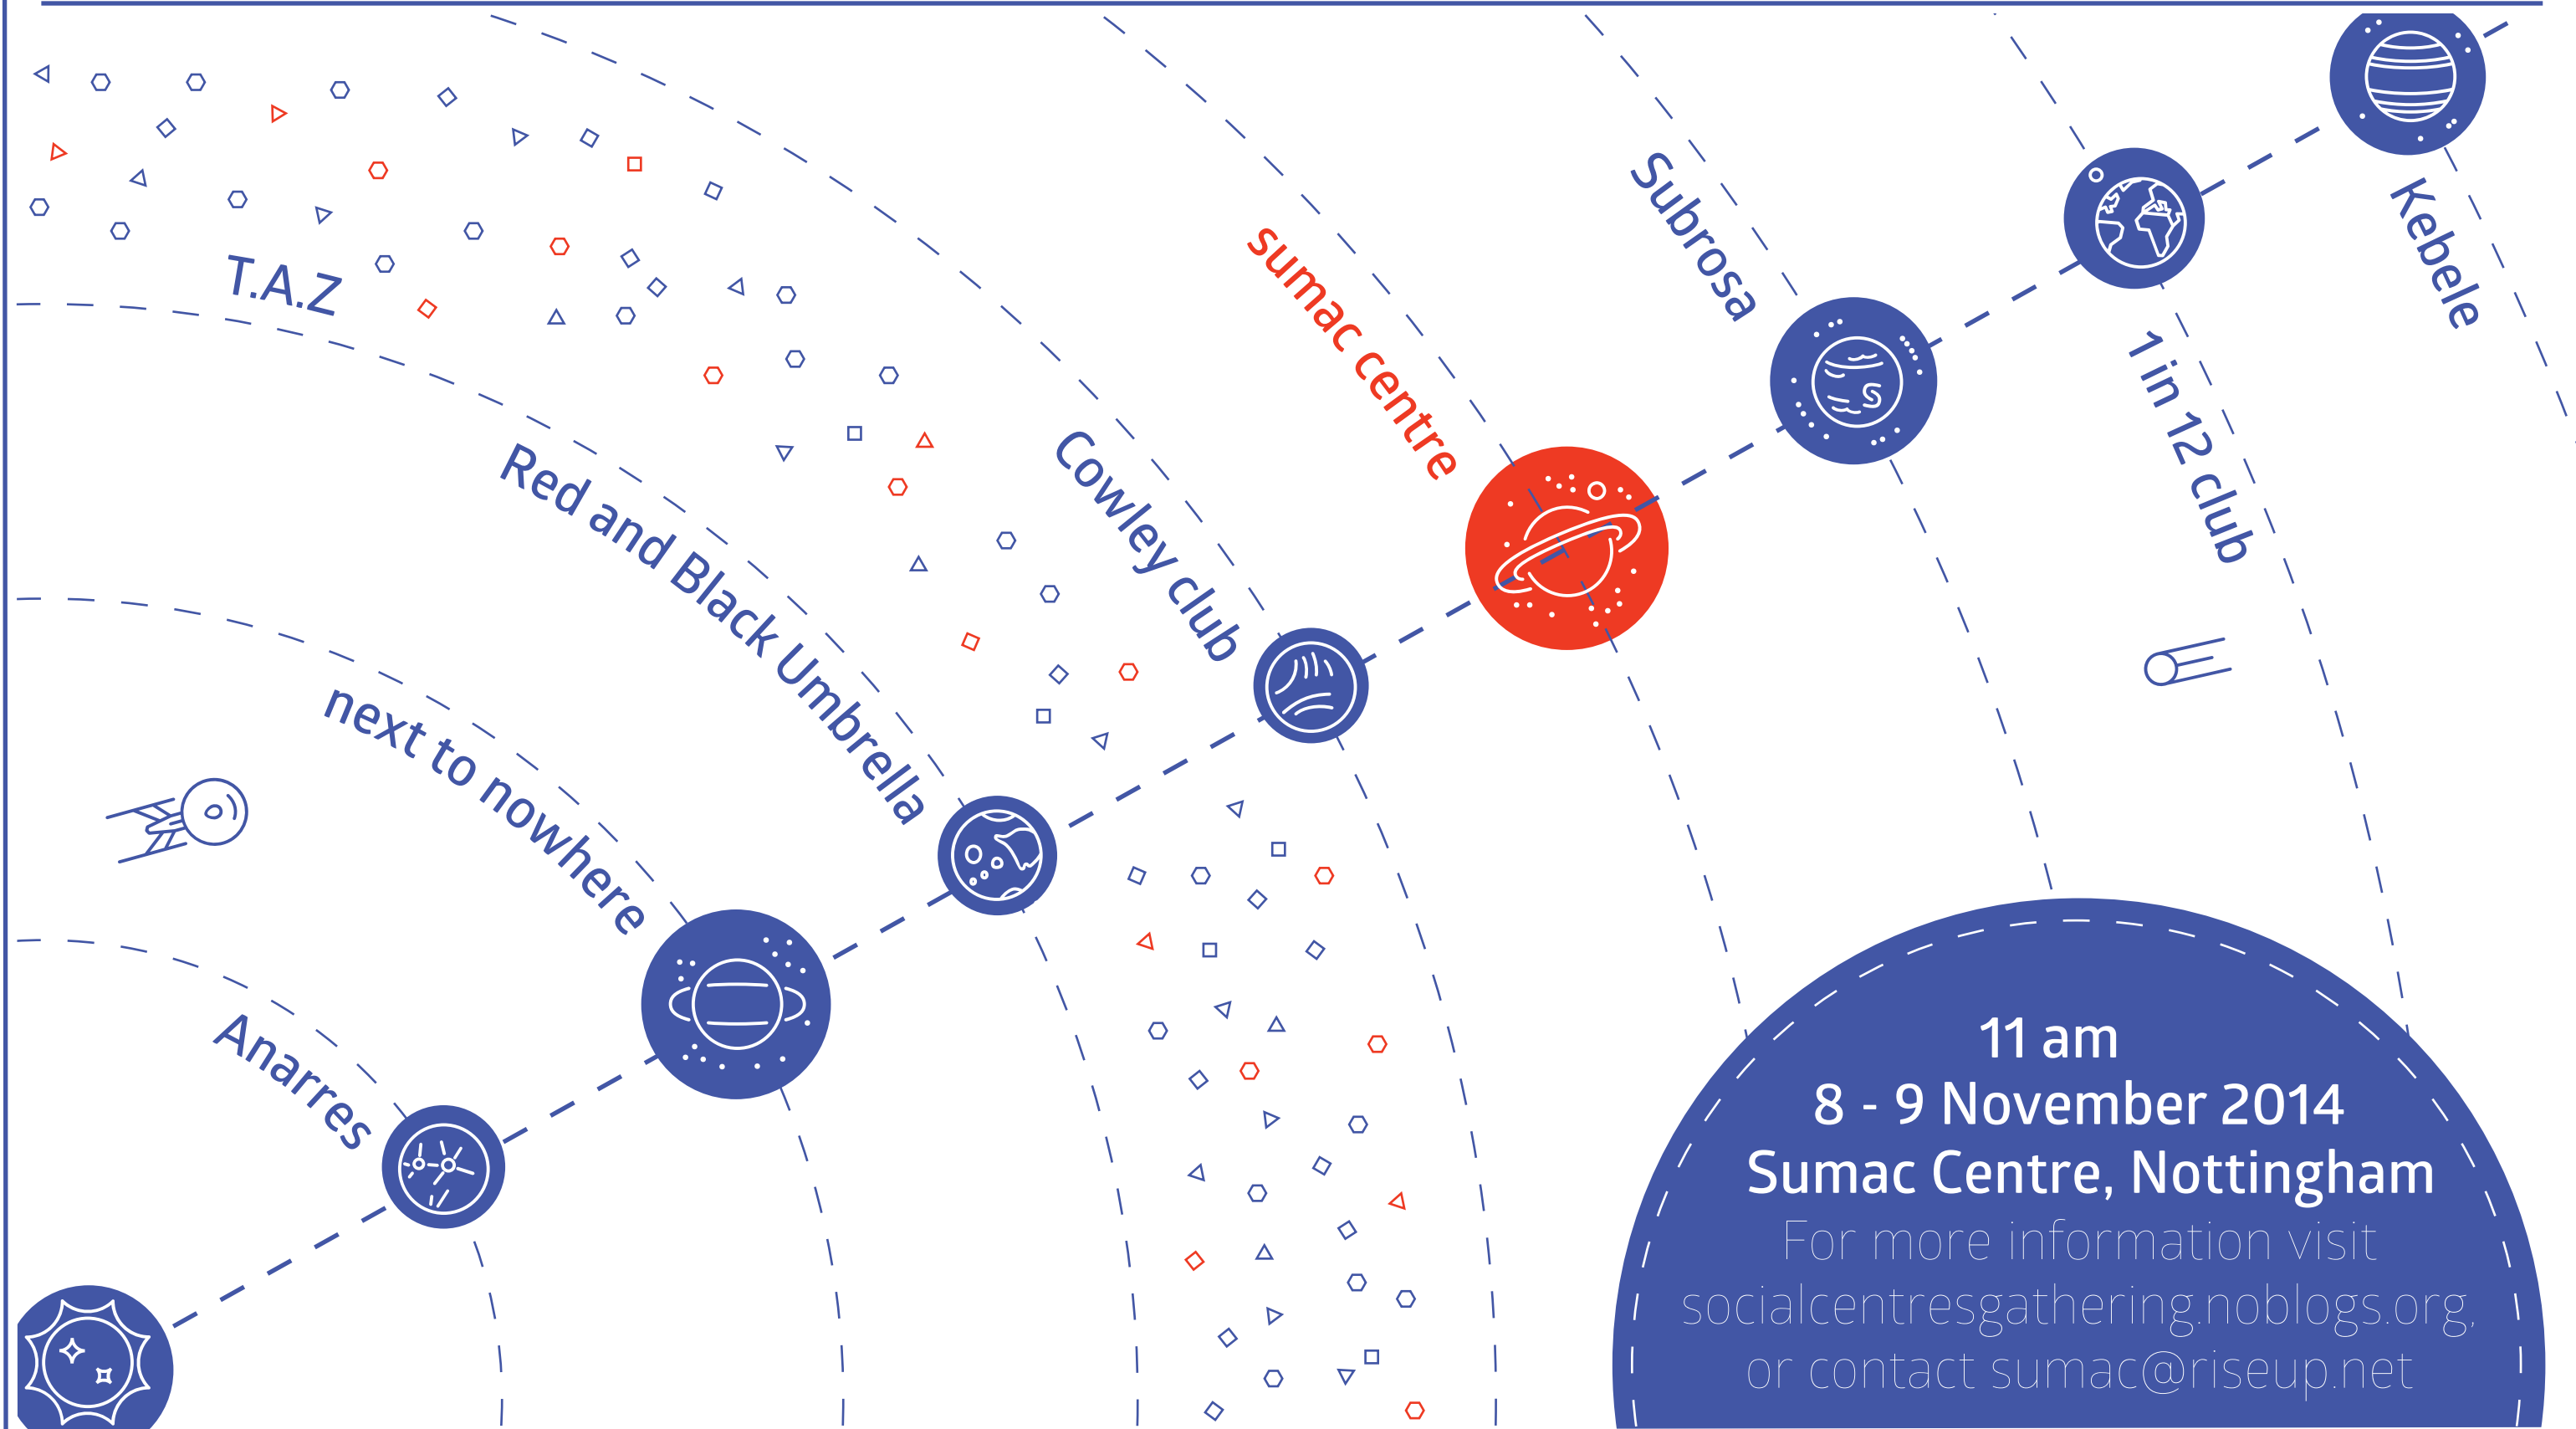 T.A.Z
Red and Black Umbrella
next to nowhere
Anarres
Cowley club
sumac centre
Subrosa
1 in 12 club
Kebele
11 am
8 - 9 November 2014
Sumac Centre, Nottingham
For more information visit
socialcentresgathering.noblogs.org,
or contact sumac@riseup.net